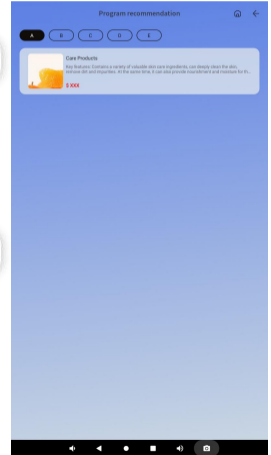 Program recommendation
A B C D E
Care Products
Key features: Contains a variety of valuable skin care ingredients, can deeply clean the skin,
remove dirt and impurities. At the same time, it can also provide nourishment and moisture for th...
$ XXX